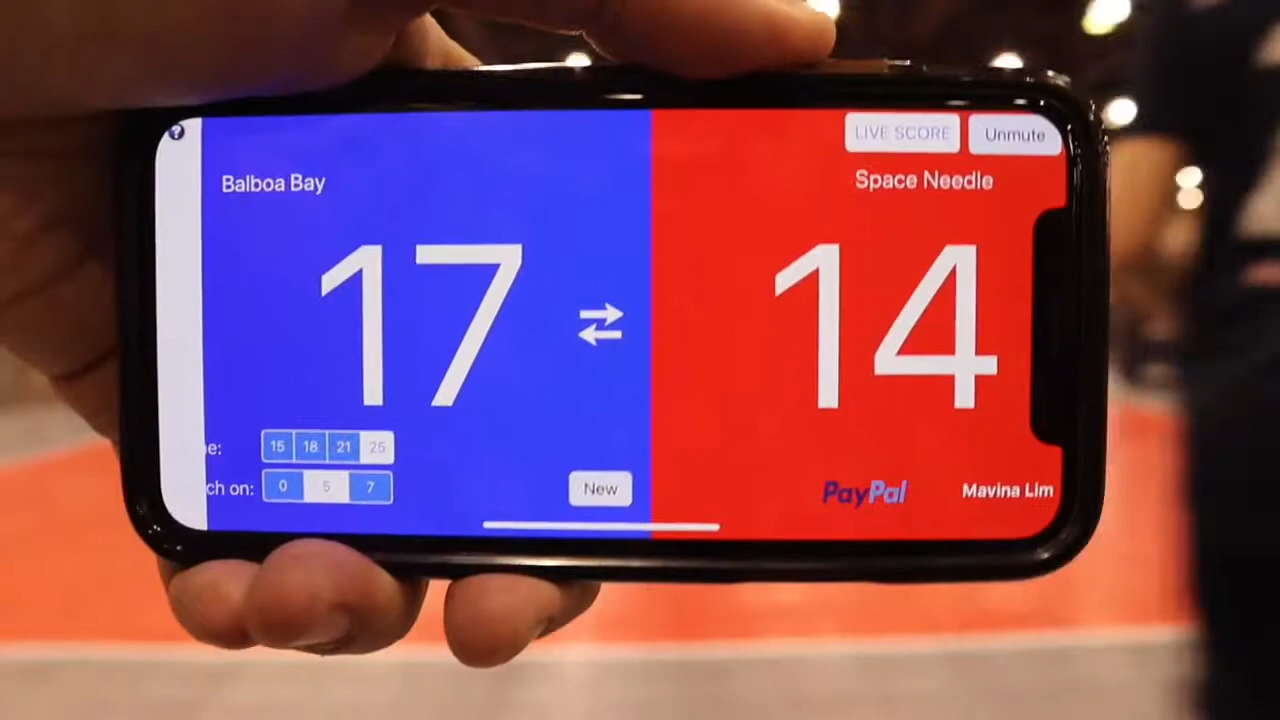 ?
LIVE SCORE
Unmute
Balboa Bay
Space Needle
17
14
e:
15 18 21 25
ch on:
0 5 7
New
PayPal
Mavina Lim